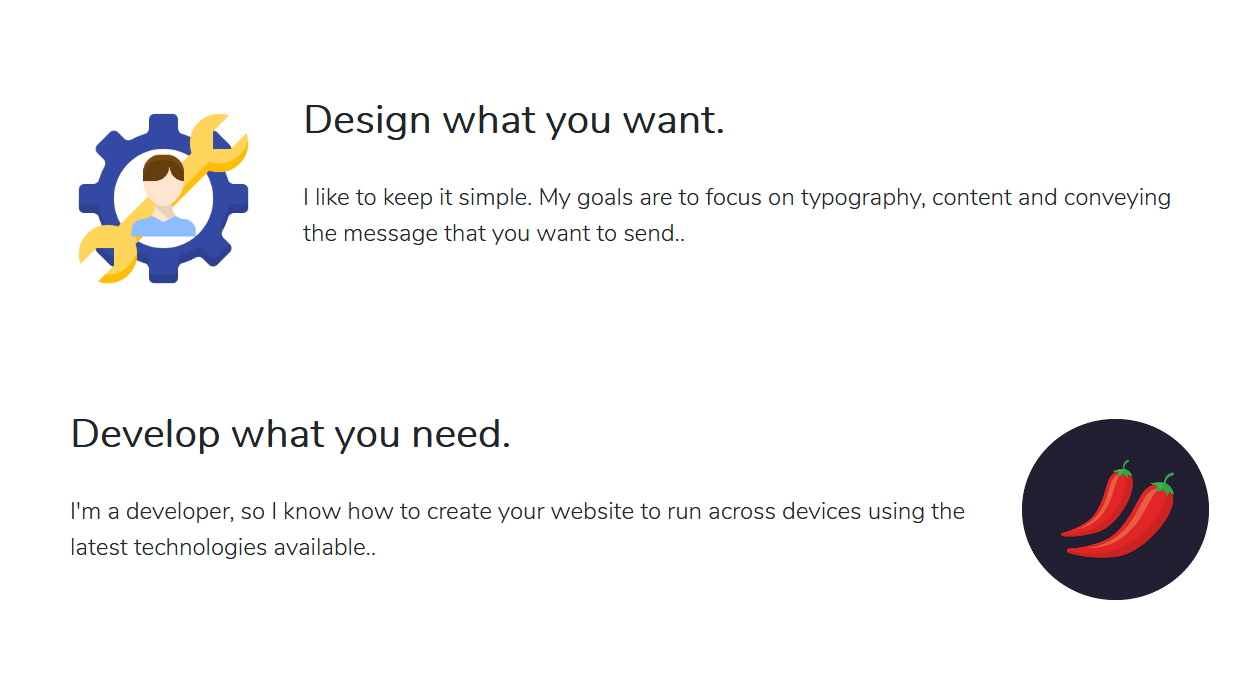 Design what you want.
I like to keep it simple. My goals are to focus on typography, content and conveying
the message that you want to send..
Develop what you need.
I'm a developer, so I know how to create your website to run across devices using the
latest technologies available..